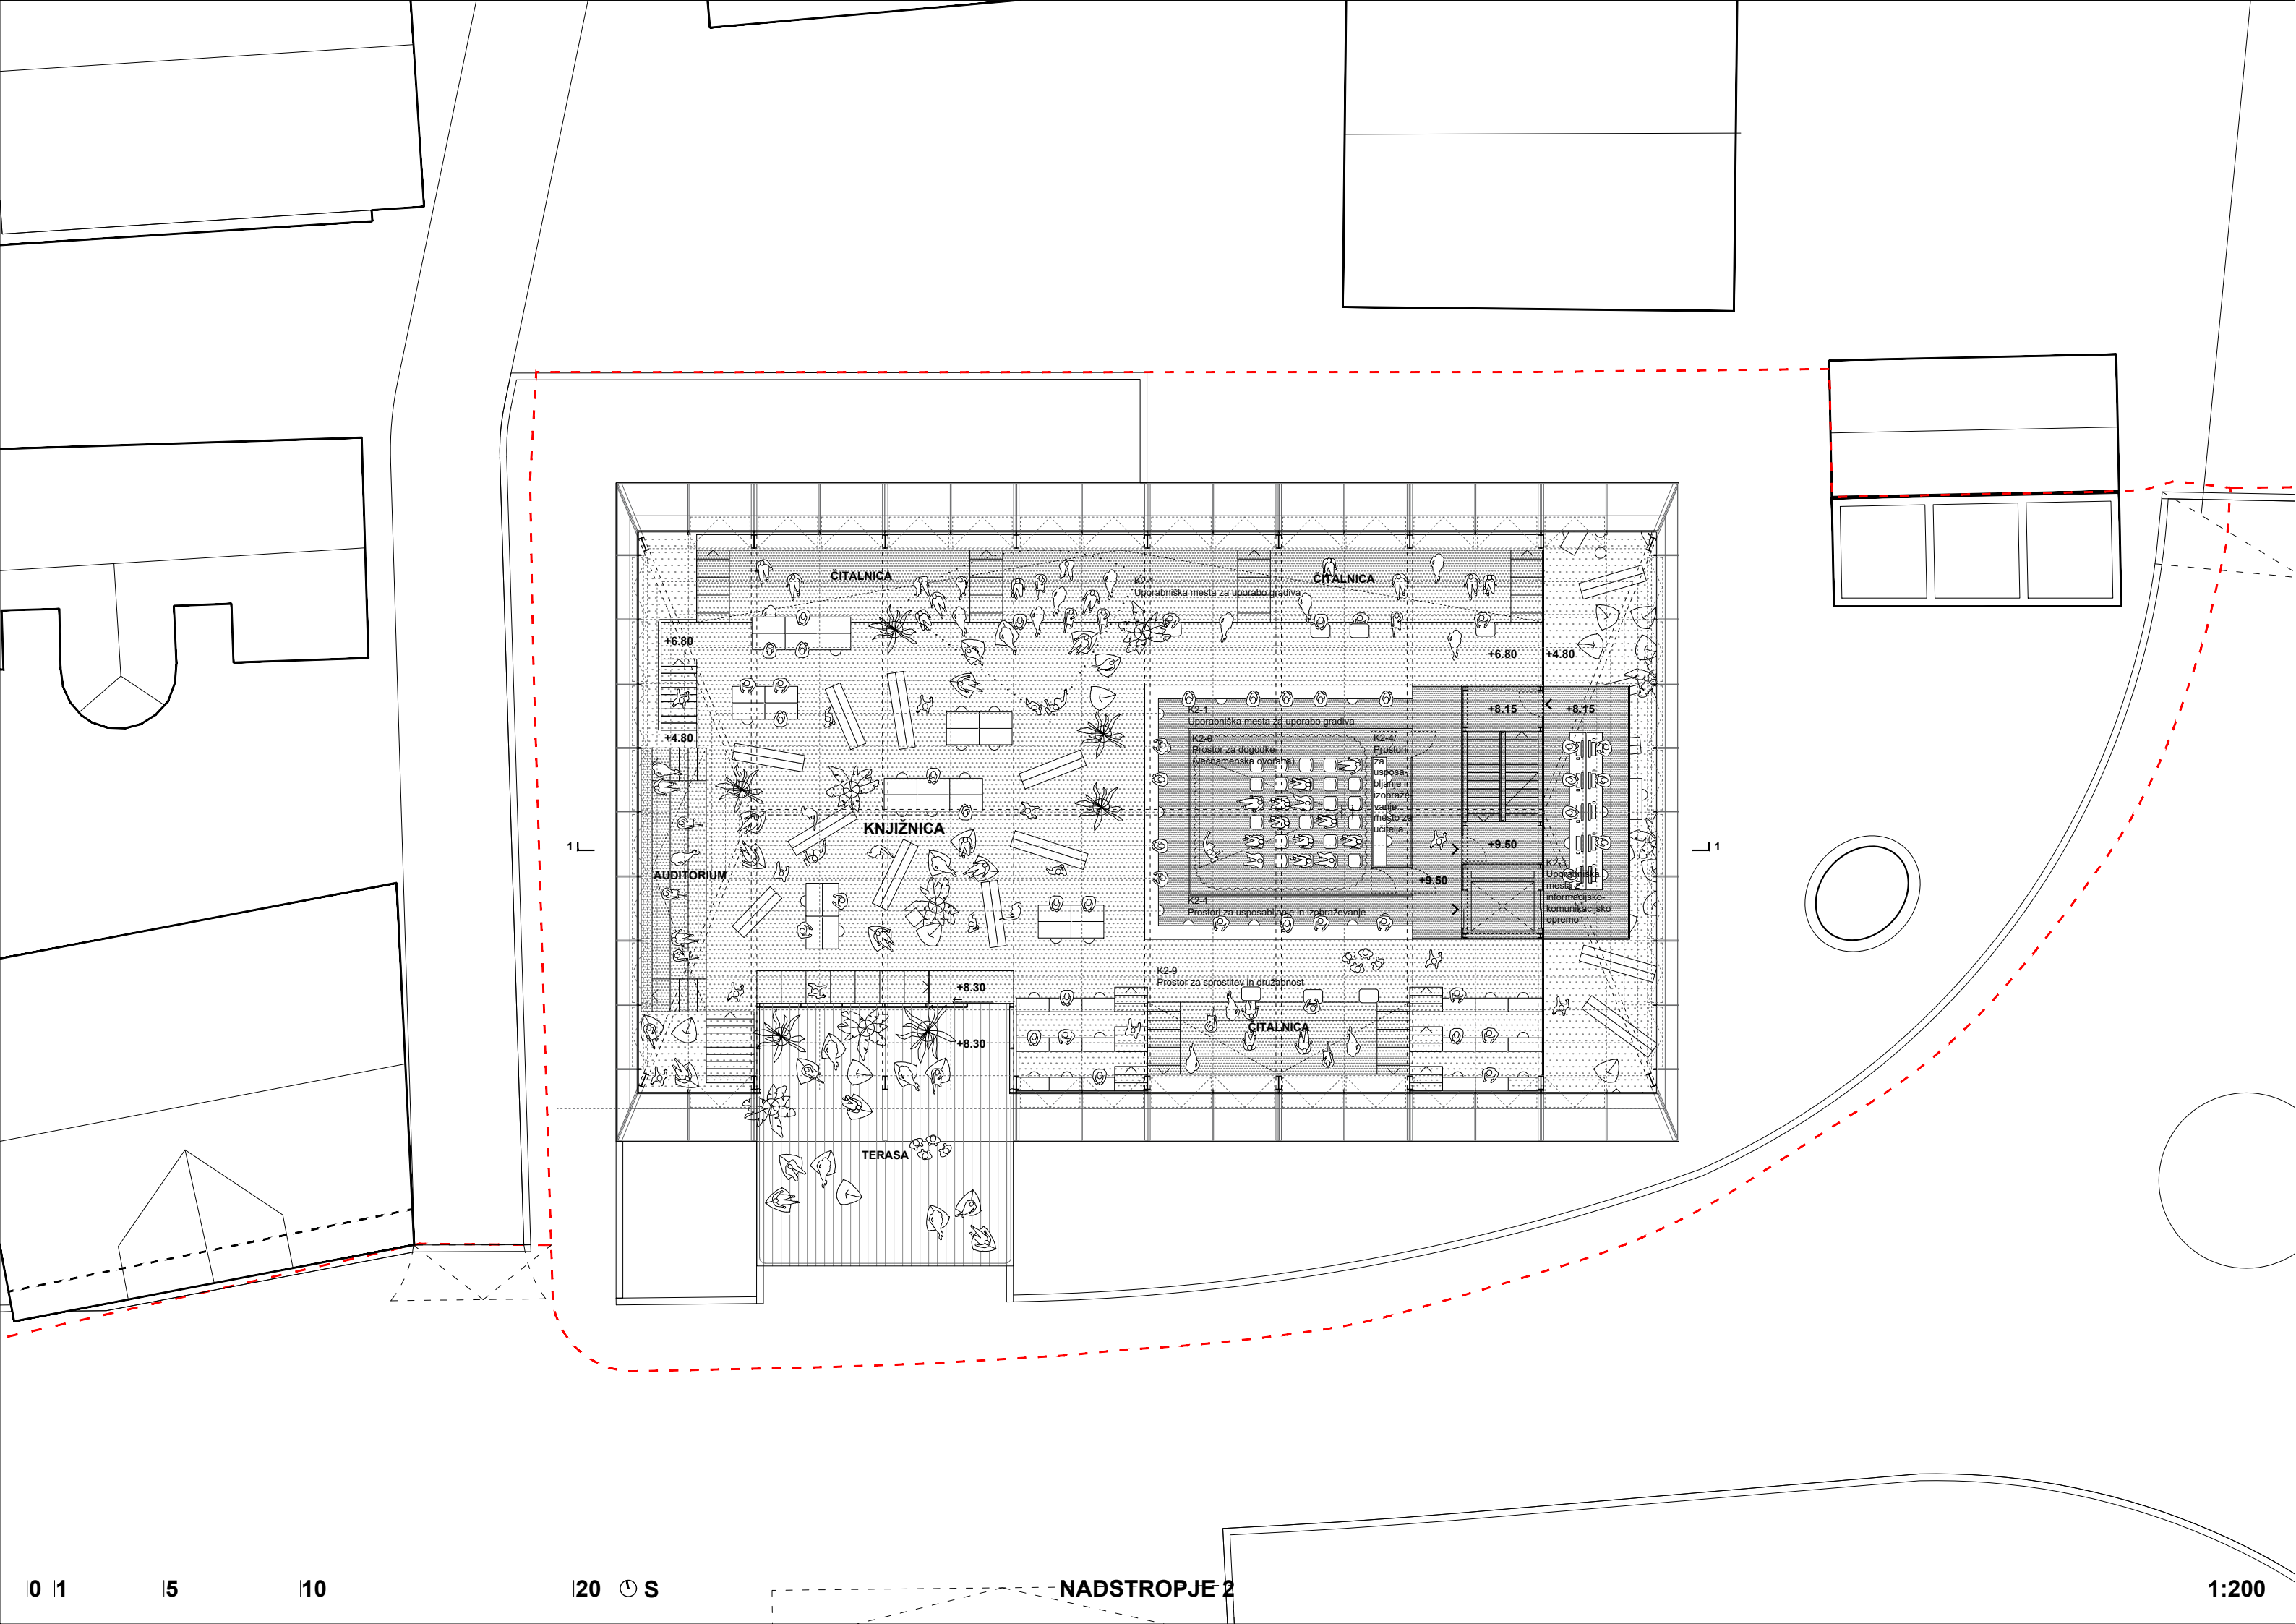 ČITALNICA
K2-1
Uporabniška mesta za uporabo gradiva
ČITALNICA
+6.80
+6.80
+4.80
K2-1
Uporabniška mesta za uporabo gradiva
+8.15
+8.15
+4.80
K2-6
Prostor za dogodke
(večnamenska dvorana)
K2-4
Prostori
za
usposa-
bljanje in
izobraže-
vanje:
mesto za
učitelja
KNJIŽNICA
1
1
AUDITORIUM
+9.50
+9.50
K2-3
Uporabniška
mesta z
informacijsko-
komunikacijsko
opremo
K2-4
Prostori za usposabljanje in izobraževanje
K2-9
Prostor za sprostitev in družabnost
+8.30
ČITALNICA
+8.30
TERASA
0 1 5 10 20 S
NADSTROPJE 2
1:200